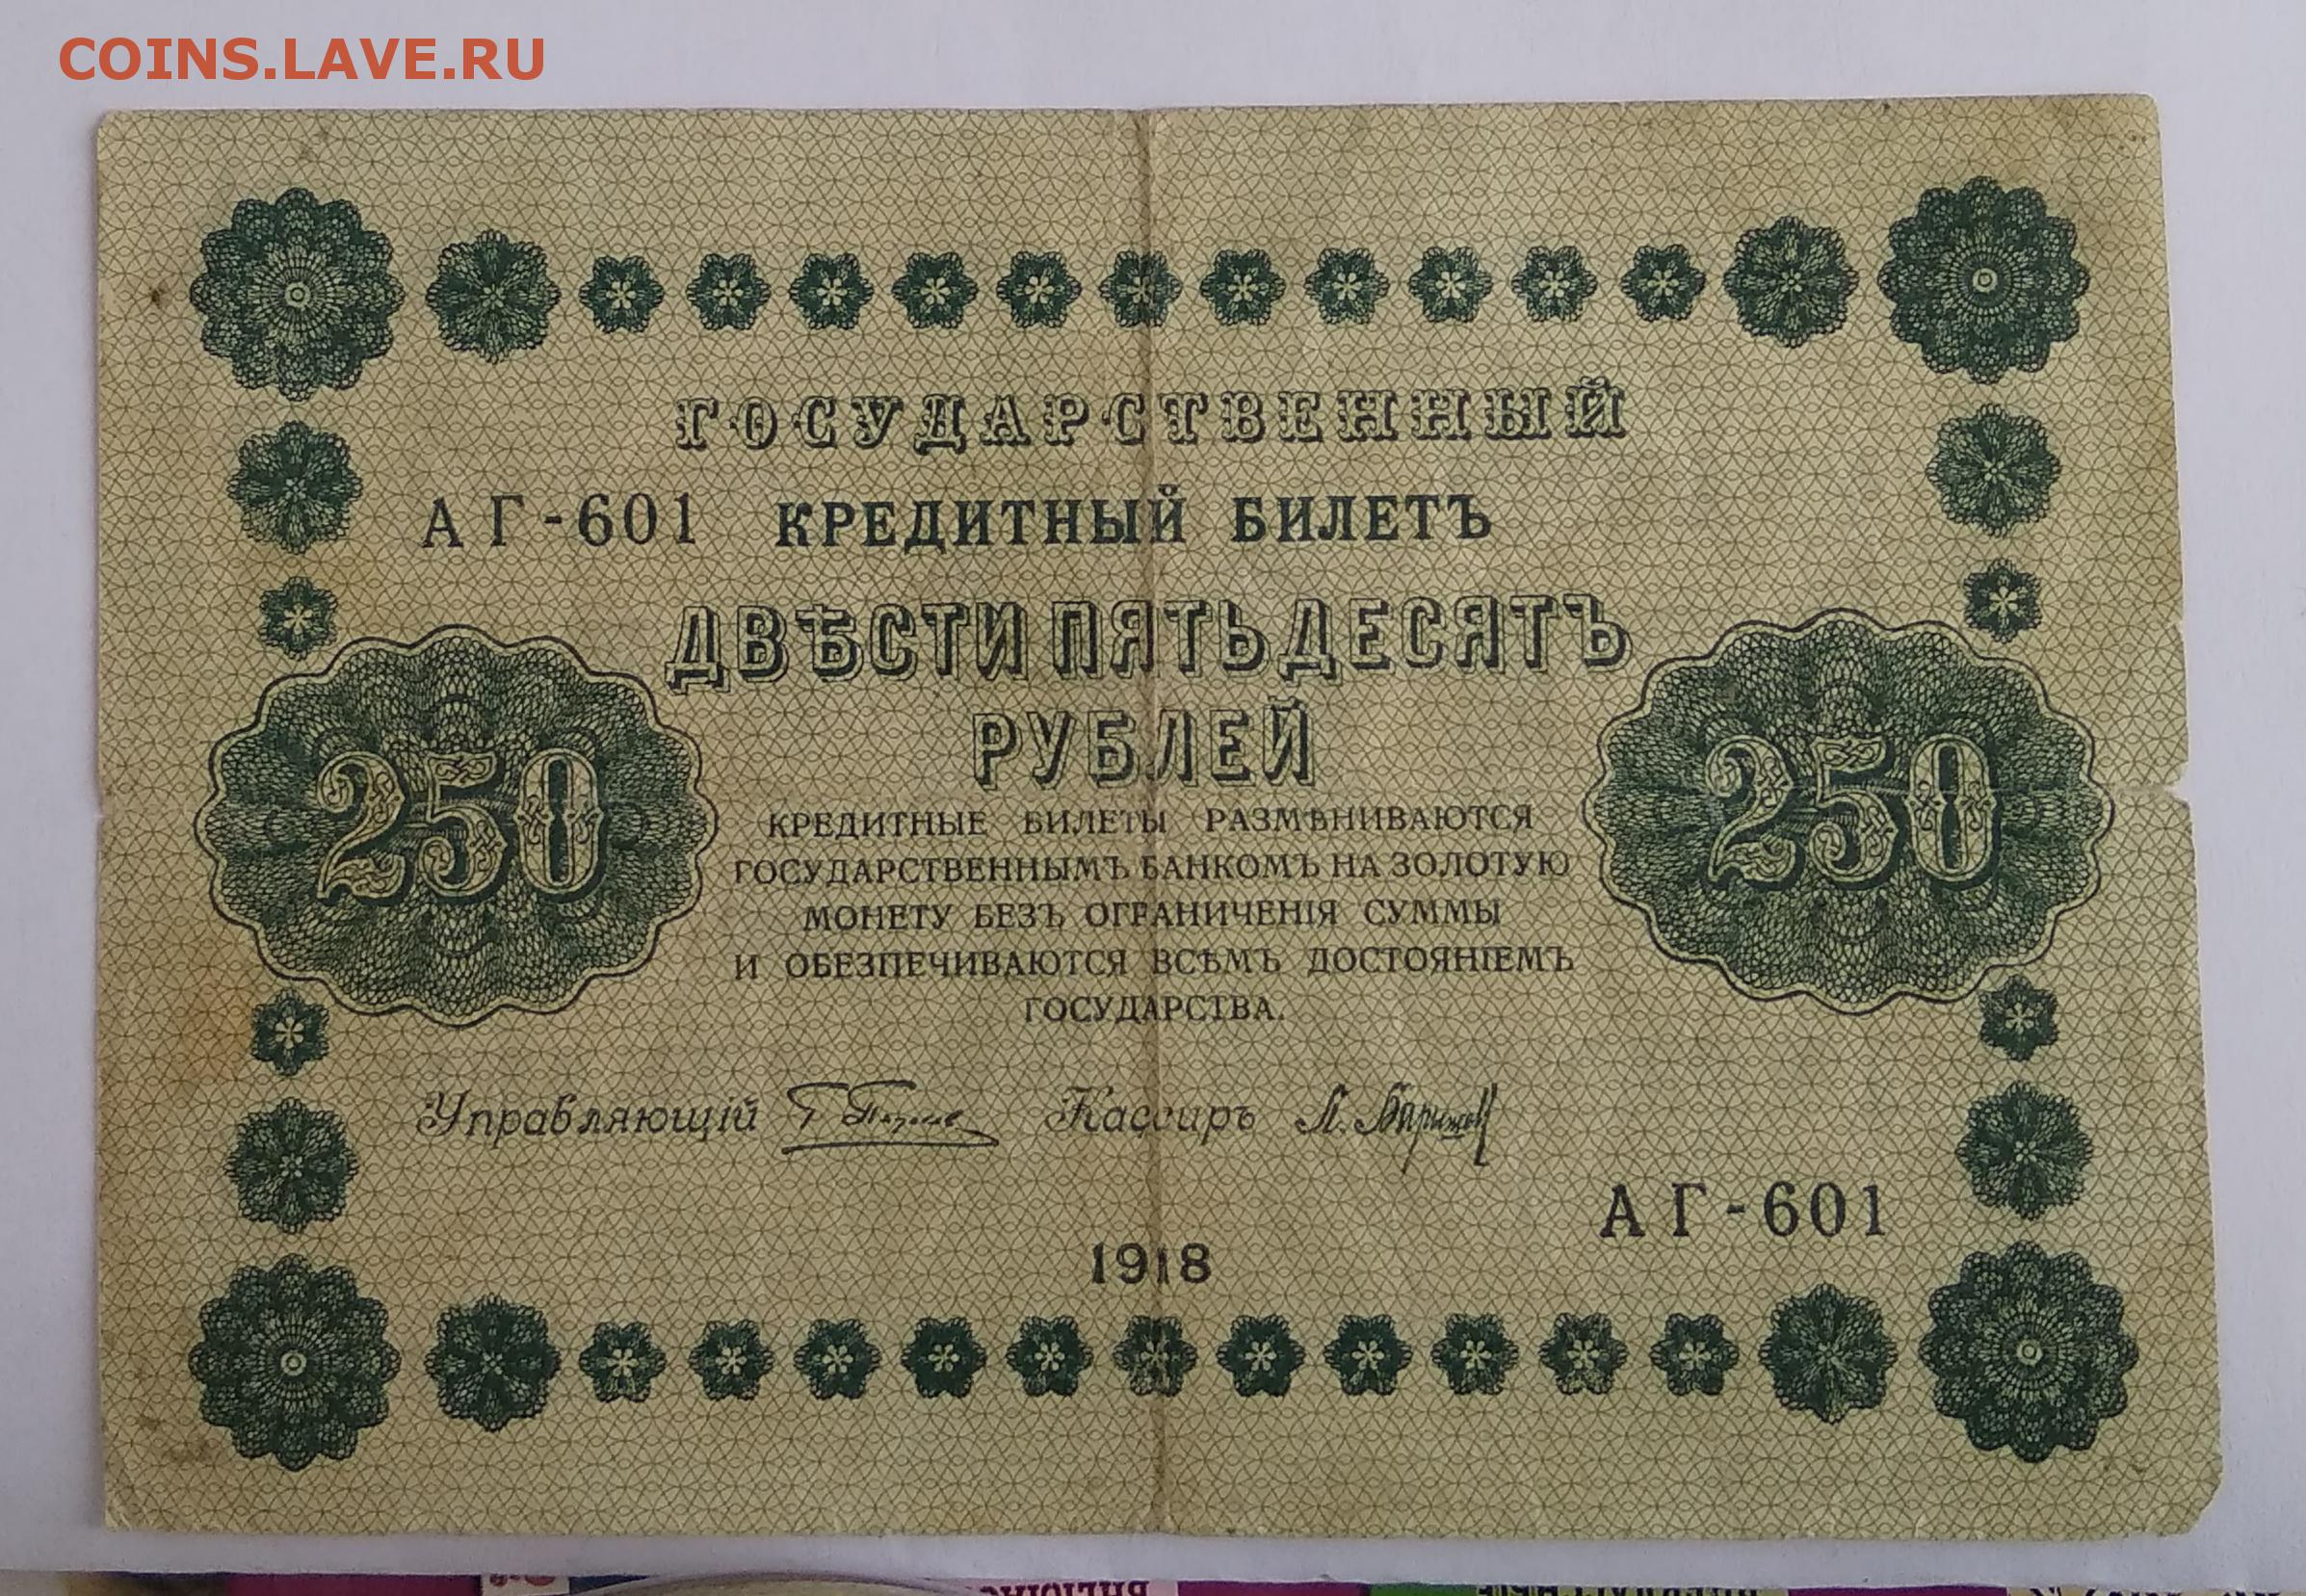 COINS.LAVE.RU
ГОСУДАРСТВЕННЫЙ
АГ-601 КРЕДИТНЫЙ БИЛЕТЪ
ДВѢСТИ ПЯТЬДЕСЯТЪ
РУБЛЕЙ
250
250
КРЕДИТНЫЕ БИЛЕТЫ РАЗМѢНИВАЮТСЯ
ГОСУДАРСТВЕННЫМЪ БАНКОМЪ НА ЗОЛОТУЮ
МОНЕТУ БЕЗЪ ОГРАНИЧЕНІЯ СУММЫ
И ОБЕЗПЕЧИВАЮТСЯ ВСѢМЪ ДОСТОЯНІЕМЪ
ГОСУДАРСТВА.
Управляющій Кассиръ
АГ-601
1918